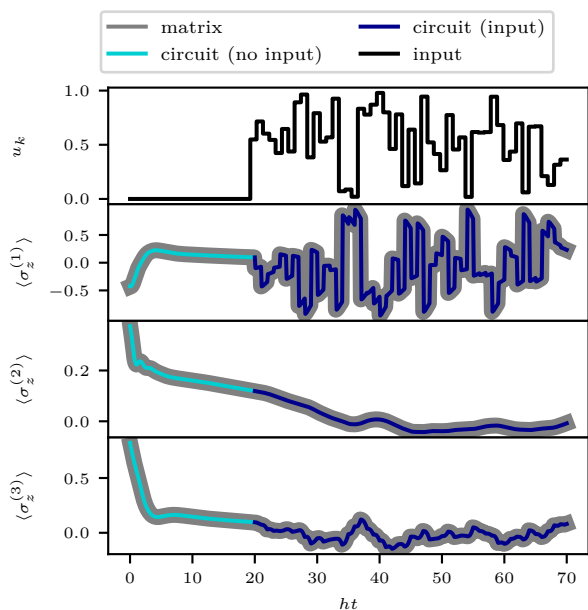 matrix circuit (input)
circuit (no input) input
1.0
0.5
0.0
u_k
0.5
0.0
−0.5
⟨σ_z^(1)⟩
0.2
0.0
⟨σ_z^(2)⟩
0.5
0.0
⟨σ_z^(3)⟩
0 10 20 30 40 50 60 70
ht